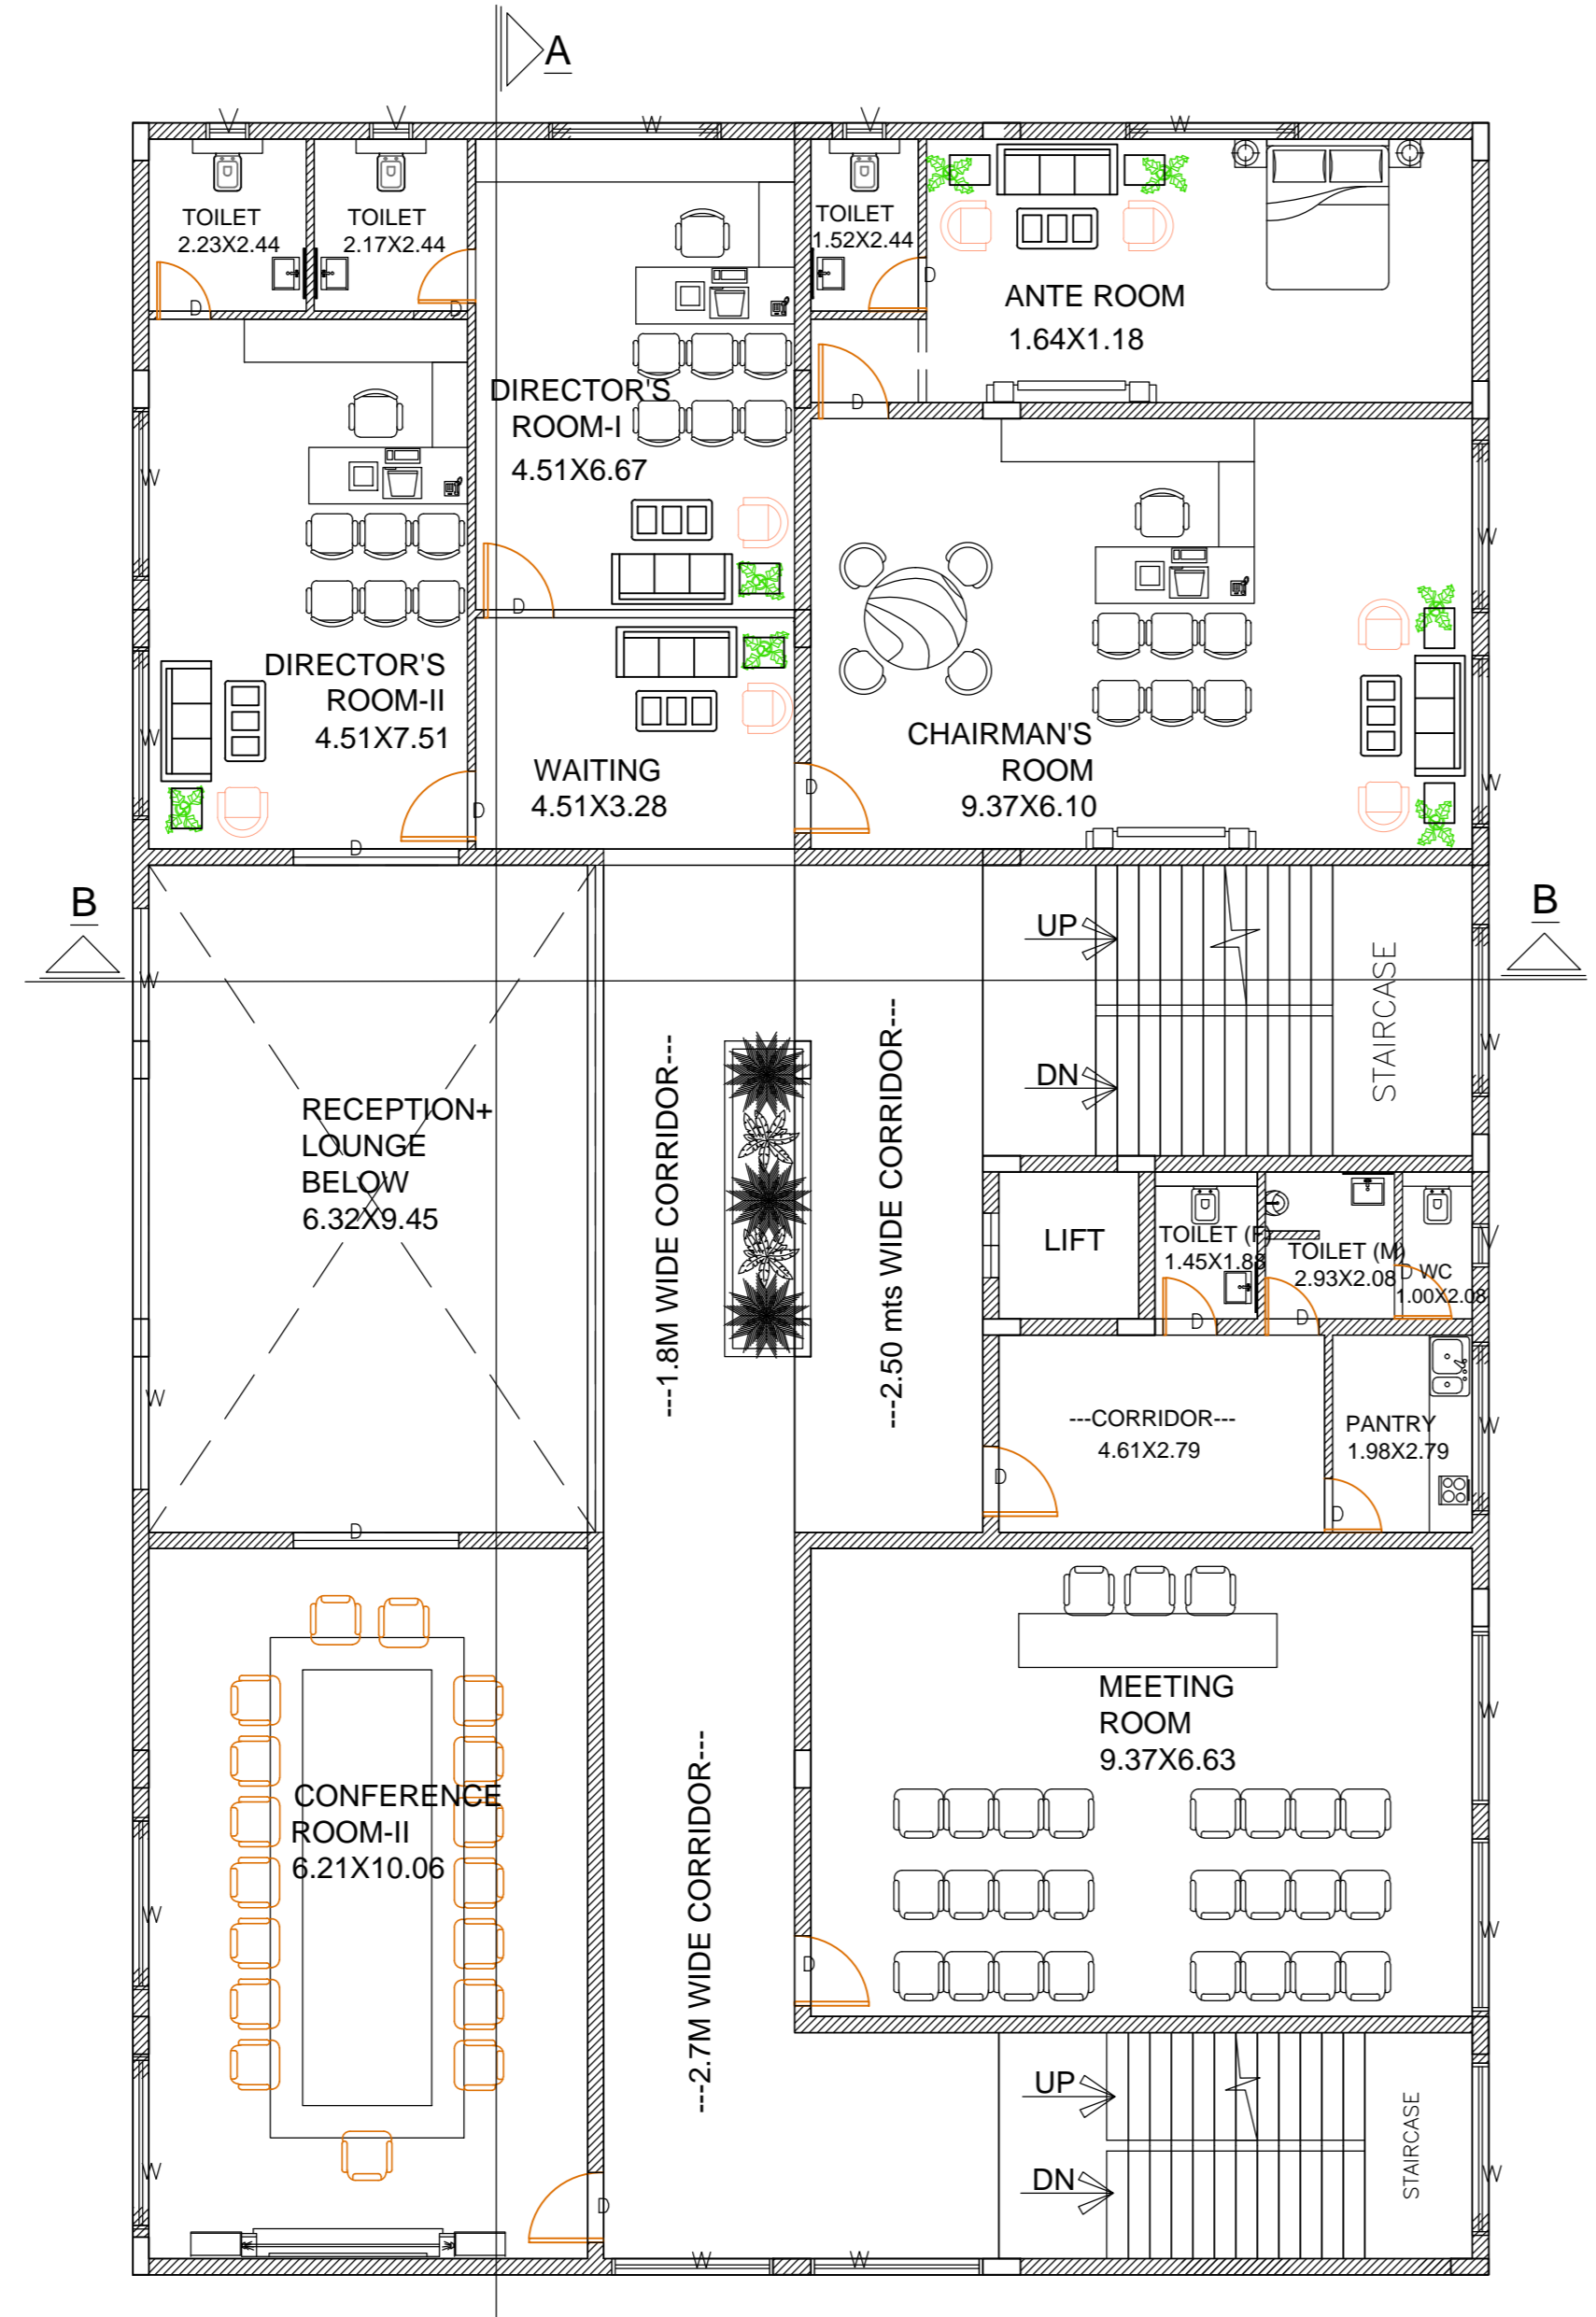 A
W
V
V
W
V
TOILET
2.23X2.44
D
TOILET
2.17X2.44
D
TOILET
1.52X2.44
D
ANTE ROOM
1.64X1.18
D
DIRECTOR'S
ROOM-I
4.51X6.67
D
W
DIRECTOR'S
ROOM-II
4.51X7.51
W
D
D
WAITING
4.51X3.28
D
CHAIRMAN'S
ROOM
9.37X6.10
W
W
B
B
W
UP
DN
STAIRCASE
W
RECEPTION+
LOUNGE
BELOW
6.32X9.45
W
D
---1.8M WIDE CORRIDOR---
---2.50 mts WIDE CORRIDOR---
LIFT
TOILET (F)
1.45X1.88
D
TOILET (M)
2.93X2.08
D
D WC
1.00X2.08
V
---CORRIDOR---
4.61X2.79
D
PANTRY
1.98X2.79
D
W
MEETING
ROOM
9.37X6.63
W
W
D
CONFERENCE
ROOM-II
6.21X10.06
W
W
D
---2.7M WIDE CORRIDOR---
UP
DN
STAIRCASE
W
W
W